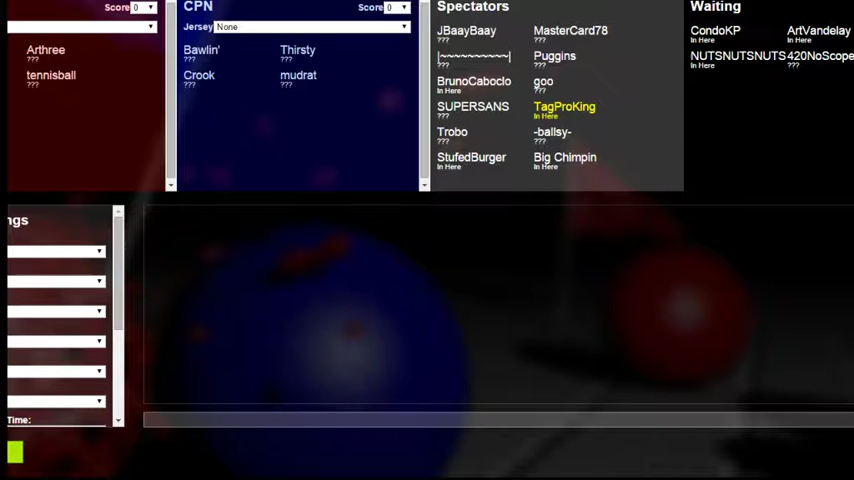 Score 0
Arthree
???
tennisball
???
CPN
Score 0
Jersey None
Bawlin'
???
Thirsty
???
Crook
???
mudrat
???
Spectators
JBaayBaay
???
MasterCard78
???
|~~~~~~~~~~|
???
Puggins
???
BrunoCaboclo
In Here
goo
???
SUPERSANS
???
TagProKing
In Here
Trobo
???
-ballsy-
???
StufedBurger
In Here
Big Chimpin
In Here
Waiting
CondoKP
In Here
ArtVandelay
In Here
NUTSNUTSNUTS
In Here
420NoScope
???
ngs
Time: